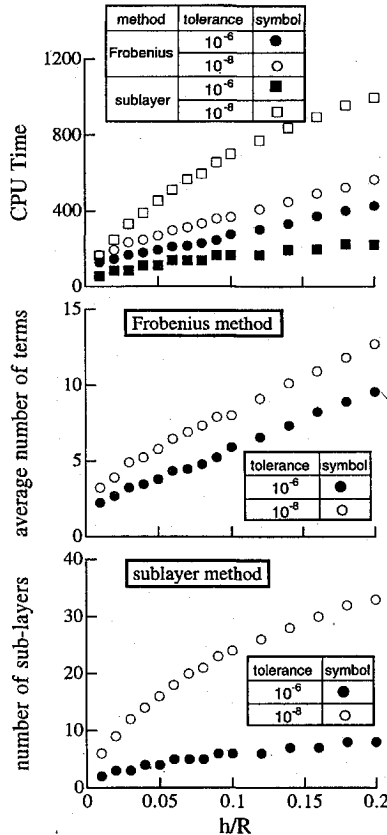 method tolerance symbol
Frobenius 10⁻⁶
10⁻⁸
sublayer 10⁻⁶
10⁻⁸
1200
800
400
0
CPU Time
Frobenius method
15
10
5
0
average number of terms
tolerance symbol
10⁻⁶
10⁻⁸
sublayer method
40
30
20
10
0
number of sub-layers
tolerance symbol
10⁻⁶
10⁻⁸
0 0.05 0.1 0.15 0.2
h/R